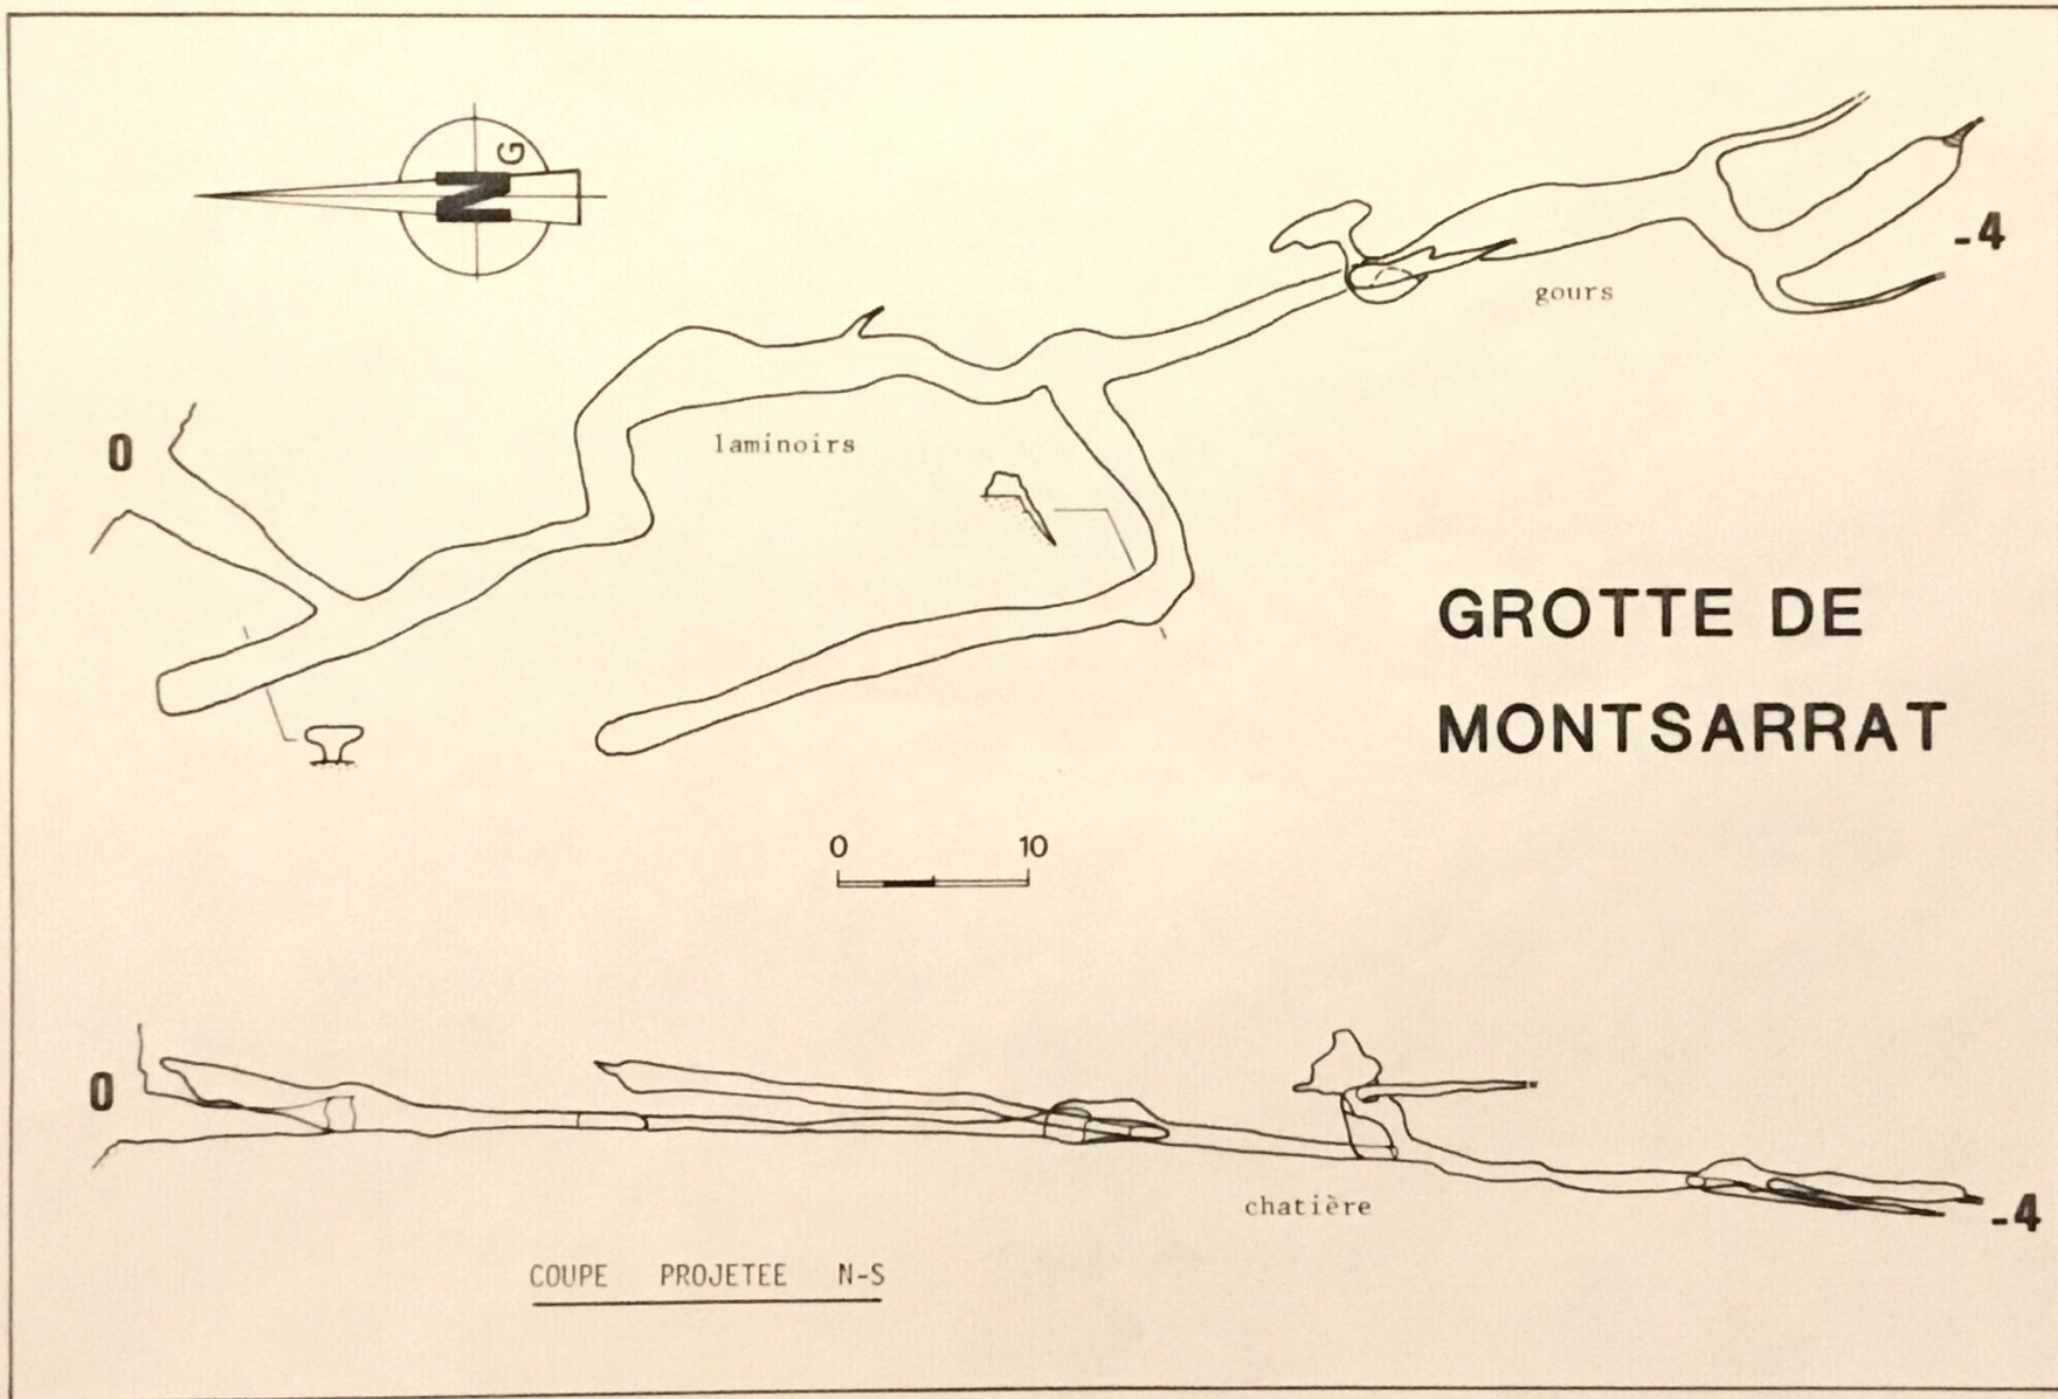 N G
-4
gours
0
laminoirs
GROTTE DE
MONTSARRAT
0 10
0
chatière
-4
COUPE PROJETEE N-S